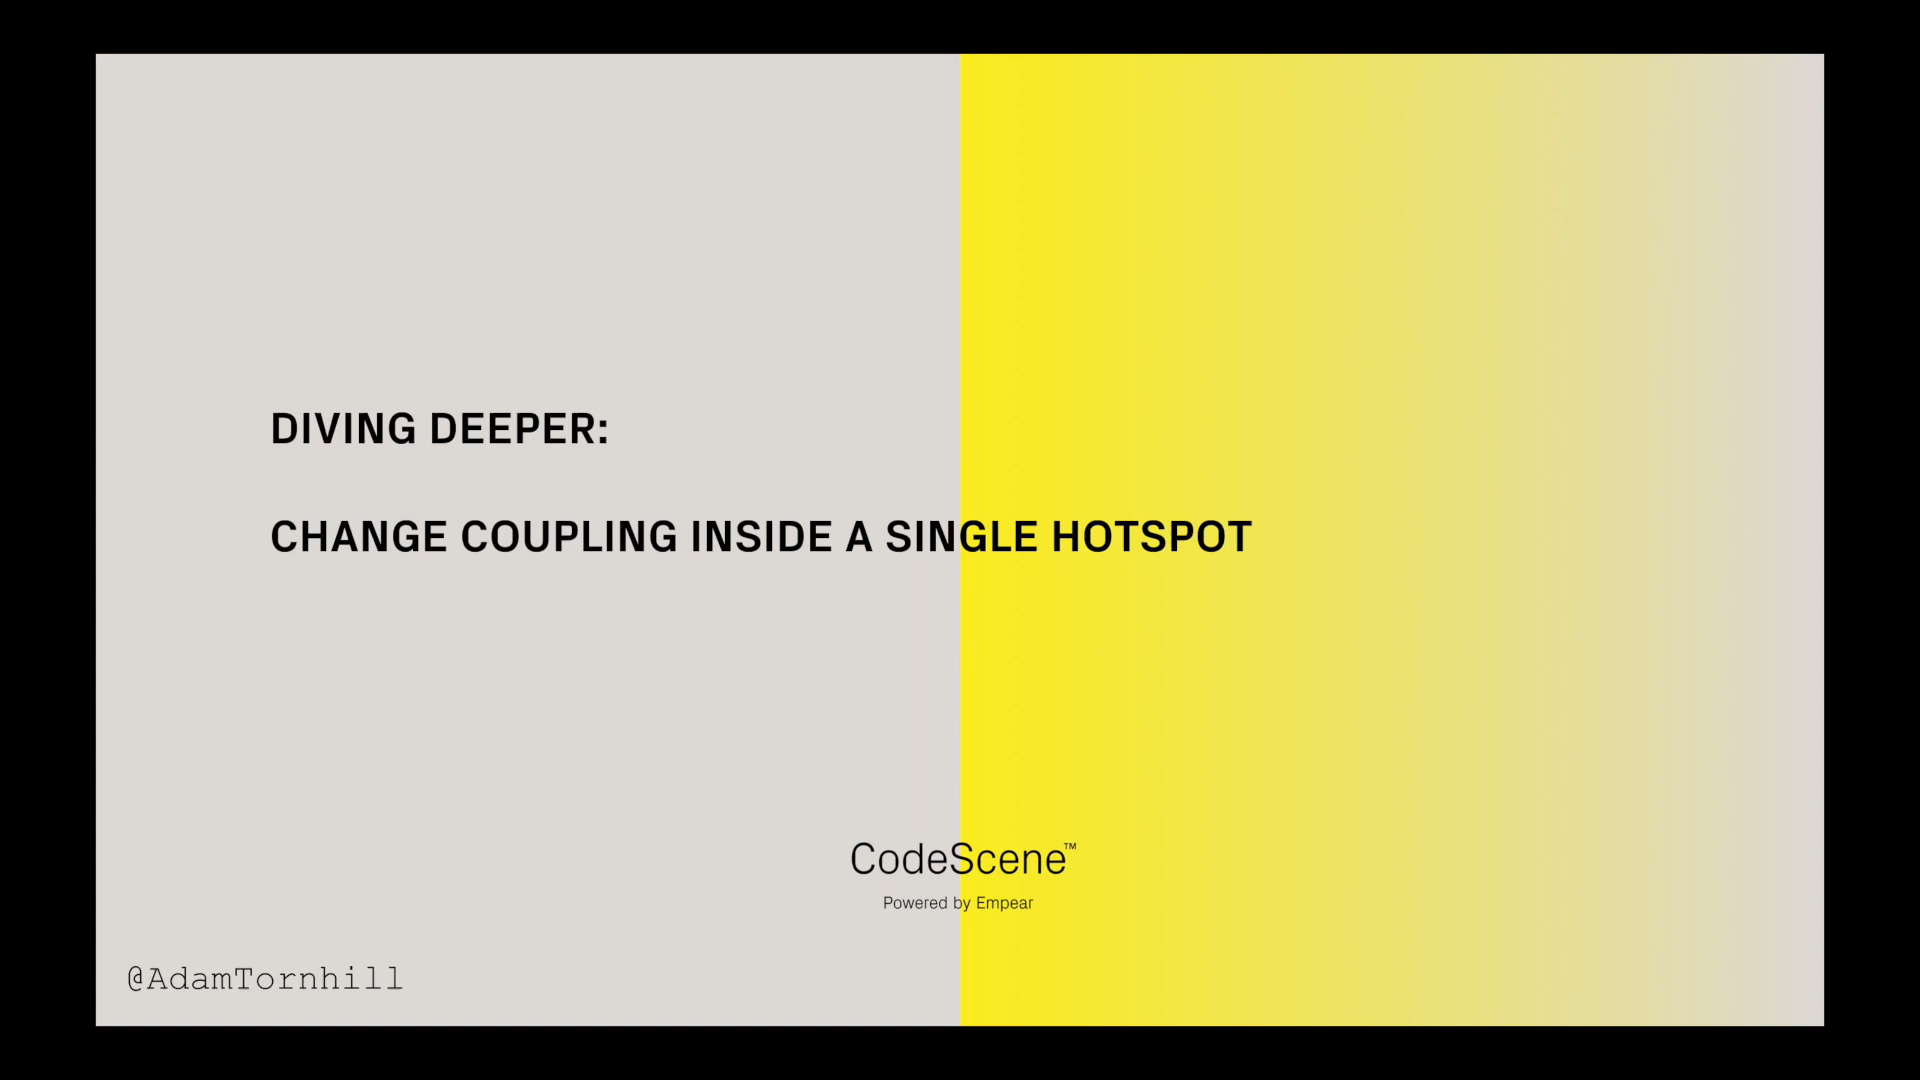 DIVING DEEPER:
CHANGE COUPLING INSIDE A SINGLE HOTSPOT
CodeScene™
Powered by Empear
@AdamTornhill